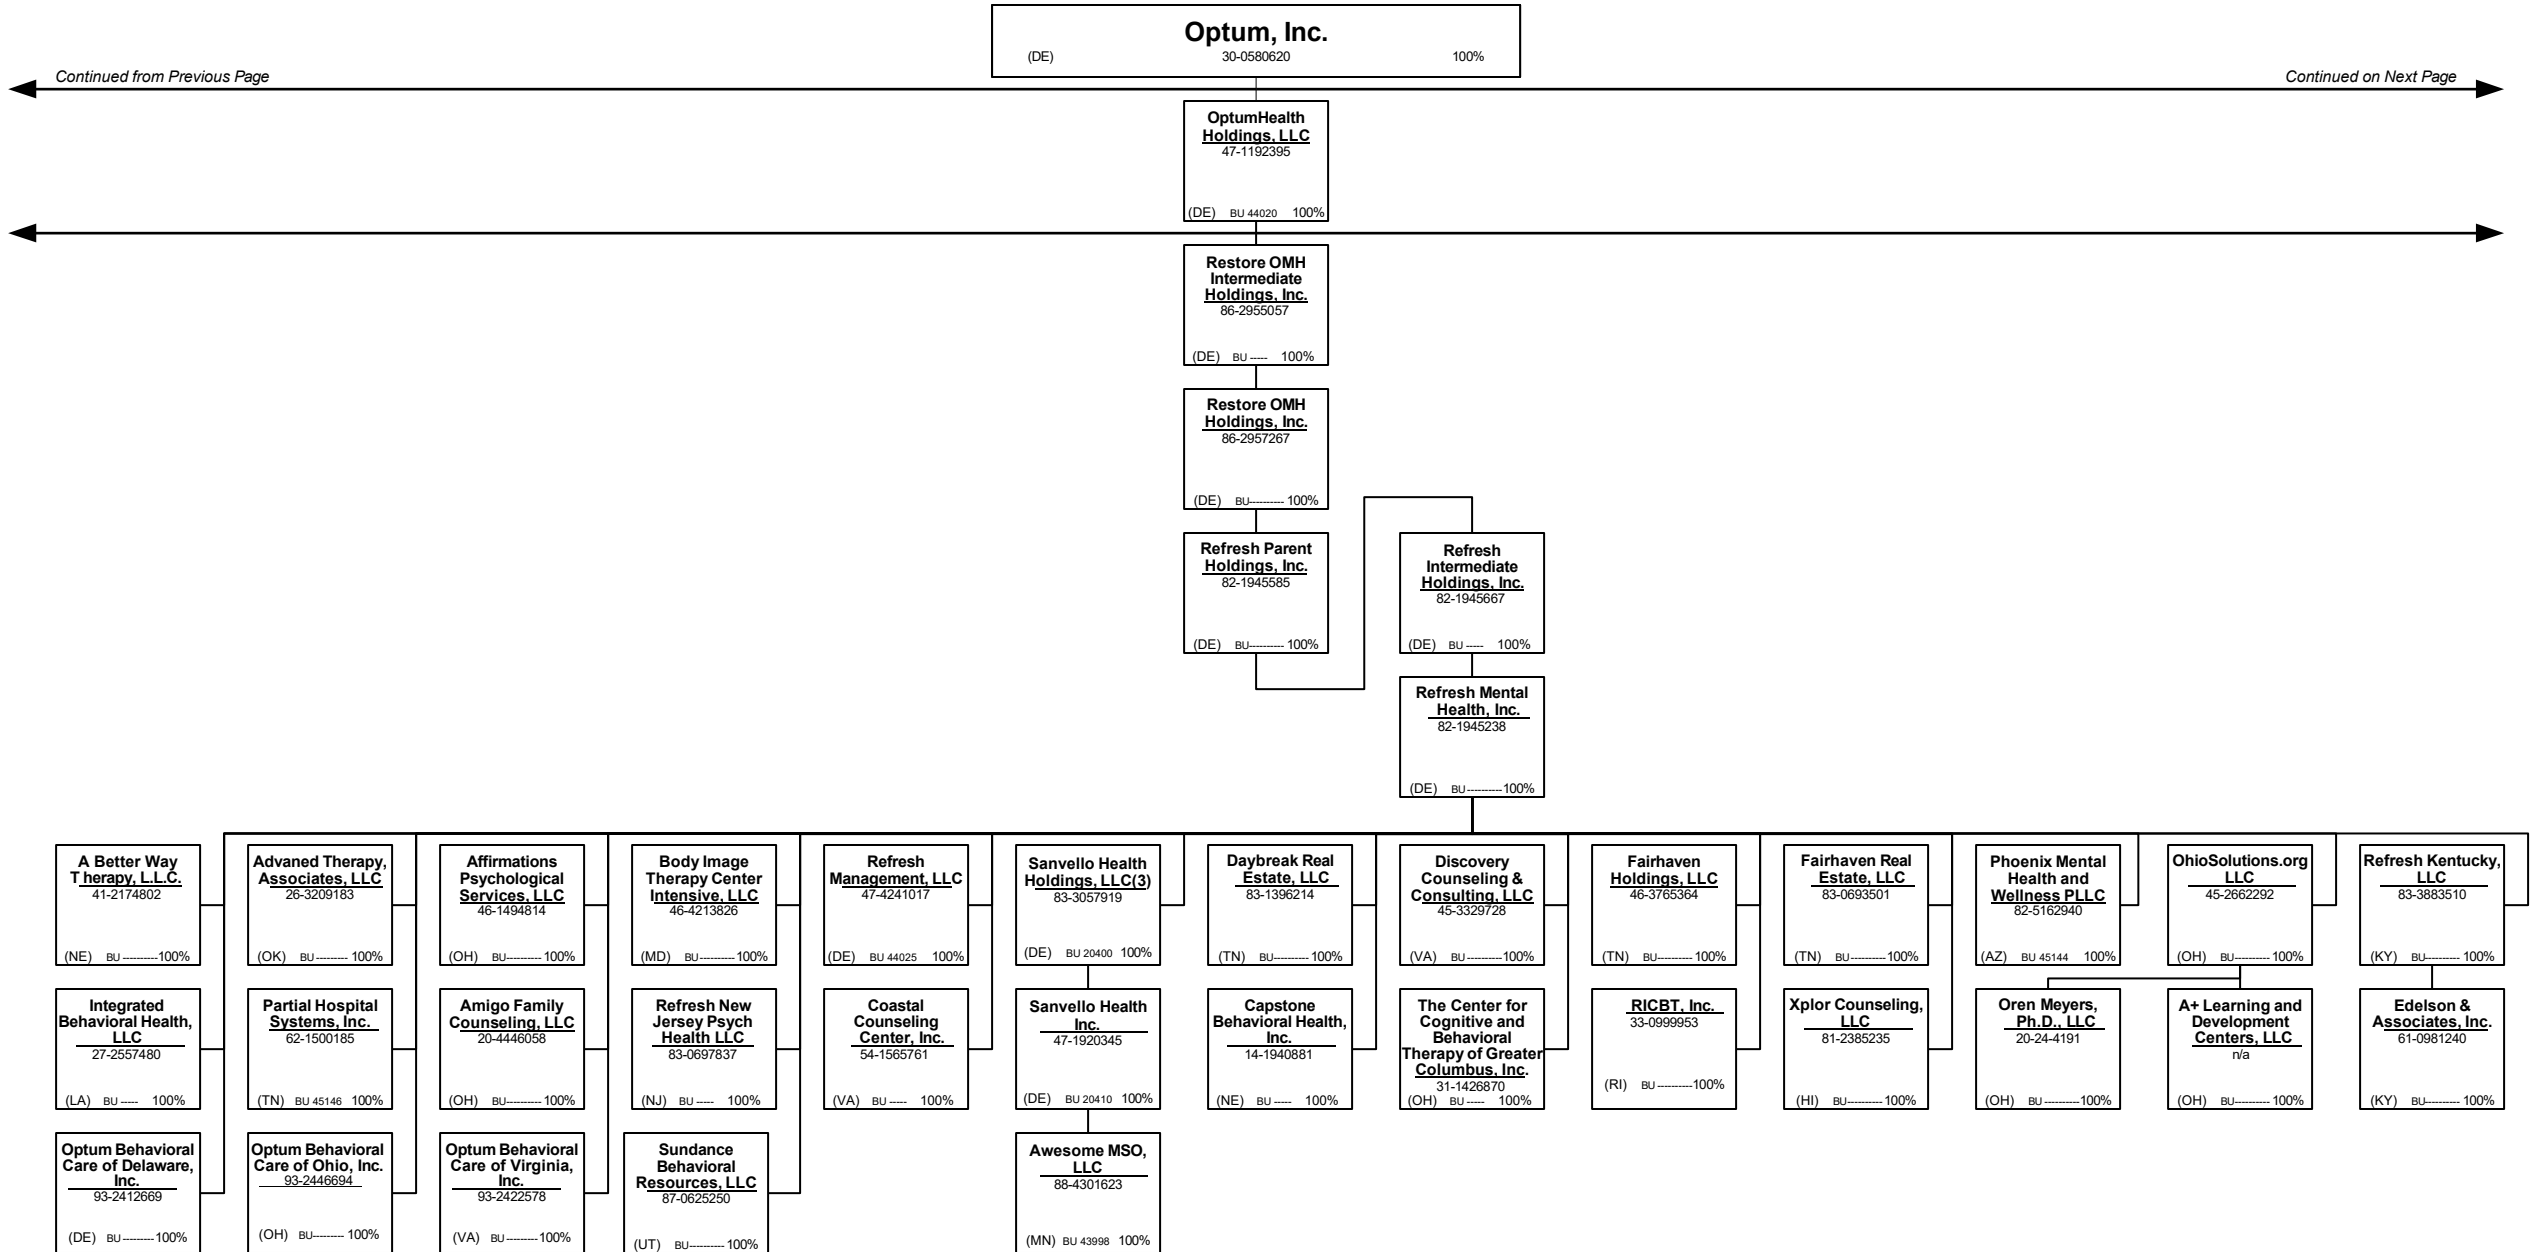 Optum, Inc.
(DE) 30-0580620 100%
Continued from Previous Page
Continued on Next Page
OptumHealth
Holdings, LLC
47-1192395
(DE) BU 44020 100%
Restore OMH
Intermediate
Holdings, Inc.
86-2955057
(DE) BU ----- 100%
Restore OMH
Holdings, Inc.
86-2957267
(DE) BU---------- 100%
Refresh Parent
Holdings, Inc.
82-1945585
(DE) BU---------- 100%
Refresh
Intermediate
Holdings, Inc.
82-1945667
(DE) BU ----- 100%
Refresh Mental
Health, Inc.
82-1945238
(DE) BU ----------100%
A Better Way
Therapy, L.L.C.
41-2174802
(NE) BU ----------100%
Advaned Therapy,
Associates, LLC
26-3209183
(OK) BU --------- 100%
Affirmations
Psychological
Services, LLC
46-1494814
(OH) BU---------- 100%
Body Image
Therapy Center
Intensive, LLC
46-4213826
(MD) BU----------100%
Refresh
Management, LLC
47-4241017
(DE) BU 44025 100%
Sanvello Health
Holdings, LLC(3)
83-3057919
(DE) BU 20400 100%
Daybreak Real
Estate, LLC
83-1396214
(TN) BU---------- 100%
Discovery
Counseling &
Consulting, LLC
45-3329728
(VA) BU ----------100%
Fairhaven
Holdings, LLC
46-3765364
(TN) BU---------- 100%
Fairhaven Real
Estate, LLC
83-0693501
(TN) BU----------100%
Phoenix Mental
Health and
Wellness PLLC
82-5162940
(AZ) BU 45144 100%
OhioSolutions.org
LLC
45-2662292
(OH) BU---------- 100%
Refresh Kentucky,
LLC
83-3883510
(KY) BU---------- 100%
Integrated
Behavioral Health,
LLC
27-2557480
(LA) BU ----- 100%
Partial Hospital
Systems, Inc.
62-1500185
(TN) BU 45146 100%
Amigo Family
Counseling, LLC
20-4446058
(OH) BU---------- 100%
Refresh New
Jersey Psych
Health LLC
83-0697837
(NJ) BU ----- 100%
Coastal
Counseling
Center, Inc.
54-1565761
(VA) BU ----- 100%
Sanvello Health
Inc.
47-1920345
(DE) BU 20410 100%
Capstone
Behavioral Health,
Inc.
14-1940881
(NE) BU ----- 100%
The Center for
Cognitive and
Behavioral
Therapy of Greater
Columbus, Inc.
31-1426870
(OH) BU ----- 100%
RICBT, Inc.
33-0999953
(RI) BU ----------100%
Xplor Counseling,
LLC
81-2385235
(HI) BU---------- 100%
Oren Meyers,
Ph.D., LLC
20-24-4191
(OH) BU ----------100%
A+ Learning and
Development
Centers, LLC
n/a
(OH) BU---------- 100%
Edelson &
Associates, Inc.
61-0981240
(KY) BU---------- 100%
Optum Behavioral
Care of Delaware,
Inc.
93-2412669
(DE) BU ---------100%
Optum Behavioral
Care of Ohio, Inc.
93-2446694
(OH) BU--------- 100%
Optum Behavioral
Care of Virginia,
Inc.
93-2422578
(VA) BU ---------100%
Sundance
Behavioral
Resources, LLC
87-0625250
(UT) BU---------- 100%
Awesome MSO,
LLC
88-4301623
(MN) BU 43998 100%